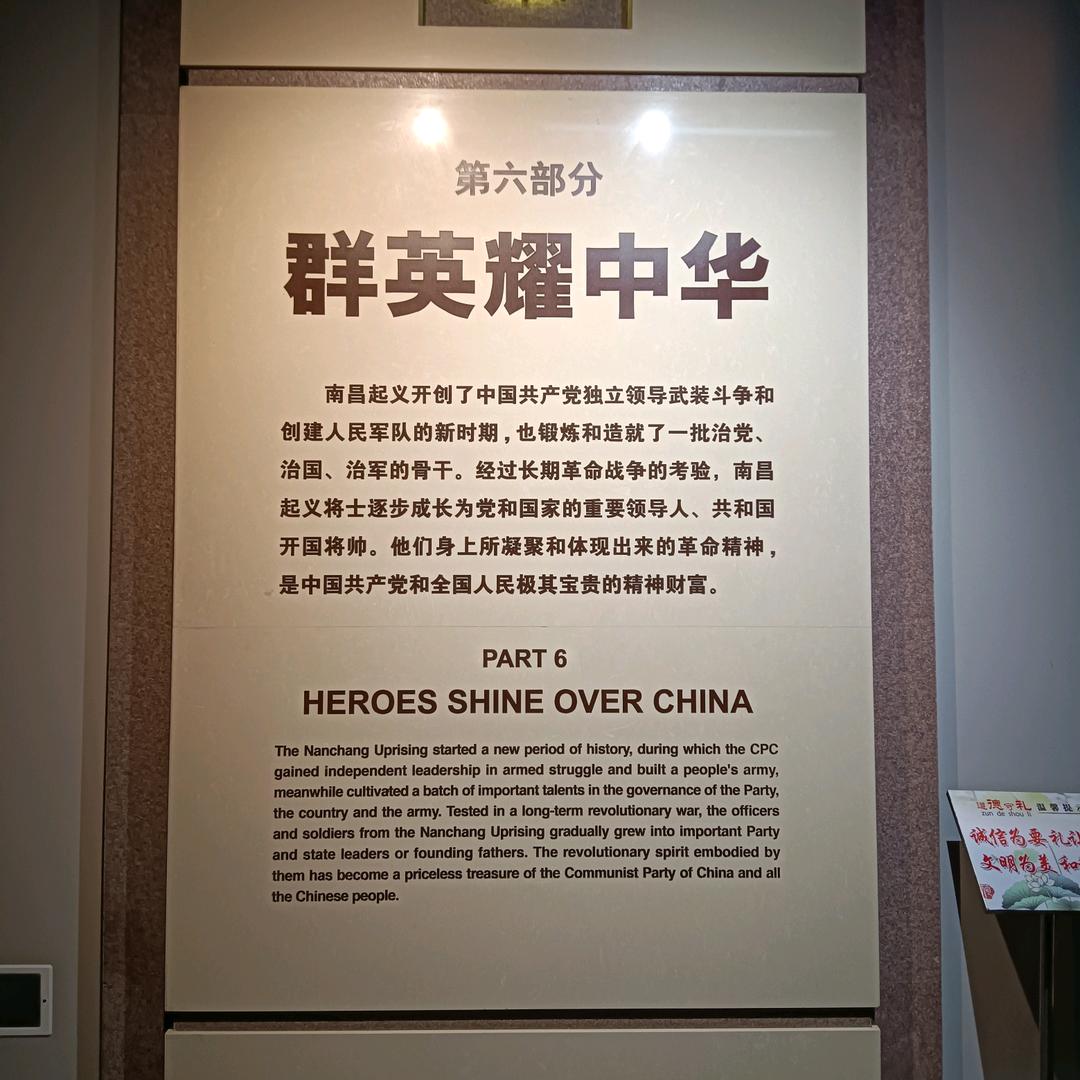 第六部分
群英耀中华
南昌起义开创了中国共产党独立领导武装斗争和
创建人民军队的新时期，也锻炼和造就了一批治党、
治国、治军的骨干。经过长期革命战争的考验，南昌
起义将士逐步成长为党和国家的重要领导人、共和国
开国将帅。他们身上所凝聚和体现出来的革命精神，
是中国共产党和全国人民极其宝贵的精神财富。
PART 6
HEROES SHINE OVER CHINA
The Nanchang Uprising started a new period of history, during which the CPC
gained independent leadership in armed struggle and built a people's army,
meanwhile cultivated a batch of important talents in the governance of the Party,
the country and the army. Tested in a long-term revolutionary war, the officers
and soldiers from the Nanchang Uprising gradually grew into important Party
and state leaders or founding fathers. The revolutionary spirit embodied by
them has become a priceless treasure of the Communist Party of China and all
the Chinese people.
德守礼 温馨提
zun de shou li
诚信为要 礼
文明为美 和